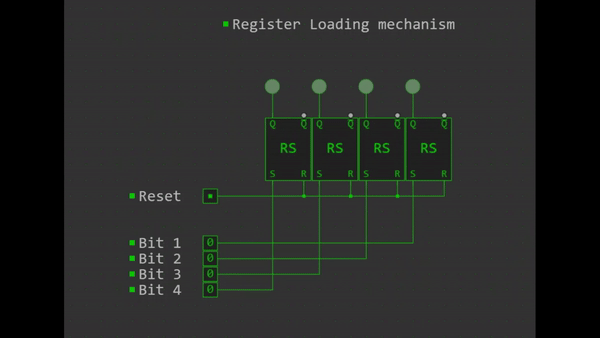 Register Loading mechanism
Q Q Q Q Q Q Q Q
RS RS RS RS
S R S R S R S R
Reset
Bit 1 0
Bit 2 0
Bit 3 0
Bit 4 0